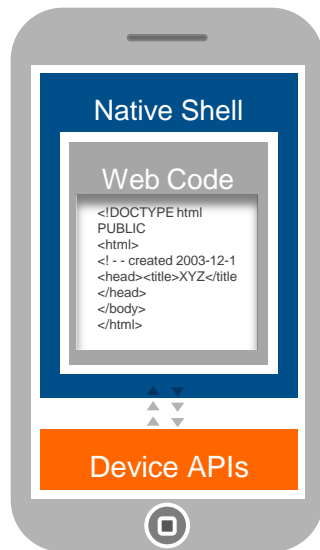 Native Shell
Web Code
<!DOCTYPE html
PUBLIC
<html>
<! - - created 2003-12-1
<head><title>XYZ</title
</head>
</body>
</html>
Device APIs